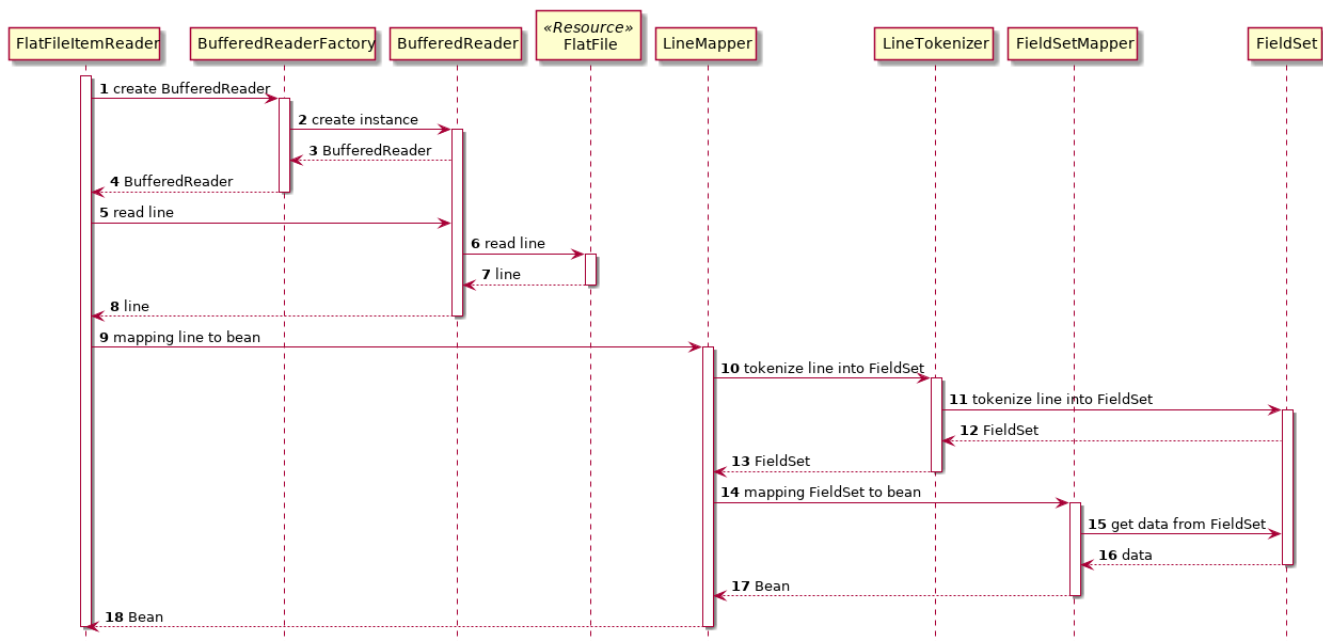 FlatFileItemReader
BufferedReaderFactory
BufferedReader
«Resource»
FlatFile
LineMapper
LineTokenizer
FieldSetMapper
FieldSet
1 create BufferedReader
2 create instance
3 BufferedReader
4 BufferedReader
5 read line
6 read line
7 line
8 line
9 mapping line to bean
10 tokenize line into FieldSet
11 tokenize line into FieldSet
12 FieldSet
13 FieldSet
14 mapping FieldSet to bean
15 get data from FieldSet
16 data
17 Bean
18 Bean